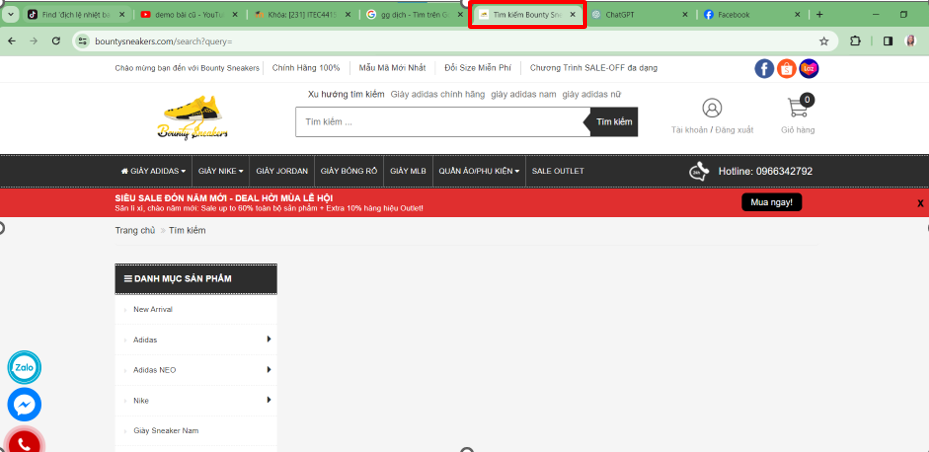 Find 'địch lệ nhiệt b
demo bài cũ - YouTu
Khóa: [231] ITEC4415
gg dịch - Tìm trên G
Tìm kiếm Bounty Sne
ChatGPT
Facebook
bountysneakers.com/search?query=
Chào mừng bạn đến với Bounty Sneakers
Chính Hãng 100%
Mẫu Mã Mới Nhất
Đổi Size Miễn Phí
Chương Trình SALE-OFF đa dạng
Xu hướng tìm kiếm Giày adidas chính hãng giày adidas nam giày adidas nữ
Bounty Sneakers
Tìm kiếm ...
Tìm kiếm
0
Tài khoản / Đăng xuất
Giỏ hàng
GIÀY ADIDAS
GIÀY NIKE
GIÀY JORDAN
GIÀY BÓNG RỔ
GIÀY MLB
QUẦN ÁO/PHỤ KIỆN
SALE OUTLET
Hotline: 0966342792
SIÊU SALE ĐÓN NĂM MỚI - DEAL HỜI MÙA LỄ HỘI
Săn lì xì, chào năm mới: Sale up to 60% toàn bộ sản phẩm + Extra 10% hàng hiệu Outlet!
Mua ngay!
X
Trang chủ » Tìm kiếm
DANH MỤC SẢN PHẨM
New Arrival
Adidas
Adidas NEO
Nike
Giày Sneaker Nam
Zalo